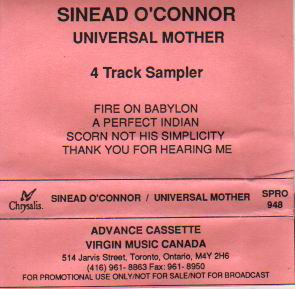 SINEAD O'CONNOR
UNIVERSAL MOTHER
4 Track Sampler
FIRE ON BABYLON
A PERFECT INDIAN
SCORN NOT HIS SIMPLICITY
THANK YOU FOR HEARING ME
Chrysalis. SINEAD O'CONNOR / UNIVERSAL MOTHER SPRO 948
ADVANCE CASSETTE
VIRGIN MUSIC CANADA
514 Jarvis Street, Toronto, Ontario, M4Y 2H6
(416) 961- 8863 Fax: 961- 8950
FOR PROMOTIONAL USE ONLY/NOT FOR SALE/NOT FOR BROADCAST